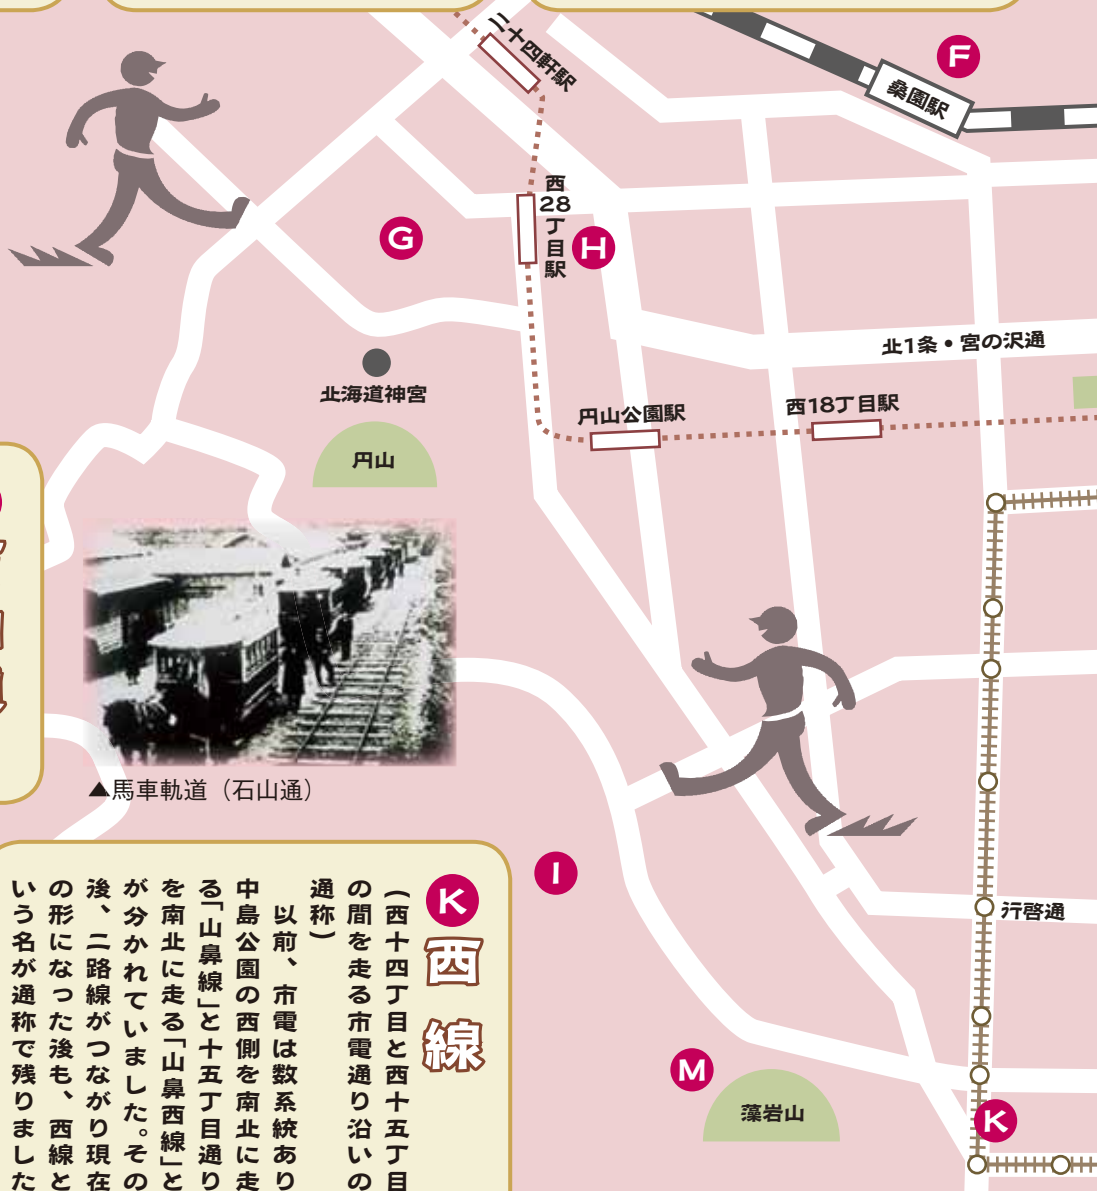 二十四軒駅
F
桑園駅
西28丁目駅
G
H
北1条・宮の沢通
北海道神宮
円山公園駅
西18丁目駅
円山
▲馬車軌道（石山通）
I
行啓通
M
藻岩山
K
K西線
(西十四丁目と西十五丁目
の間を走る市電通り沿いの
通称)
以前、市電は数系統あり
中島公園の西側を南北に走
る「山鼻線」と十五丁目通り
を南北に走る「山鼻西線」と
が分かれていました。その
後、二路線がつながり現在
の形になった後も、西線と
いう名が通称で残りました